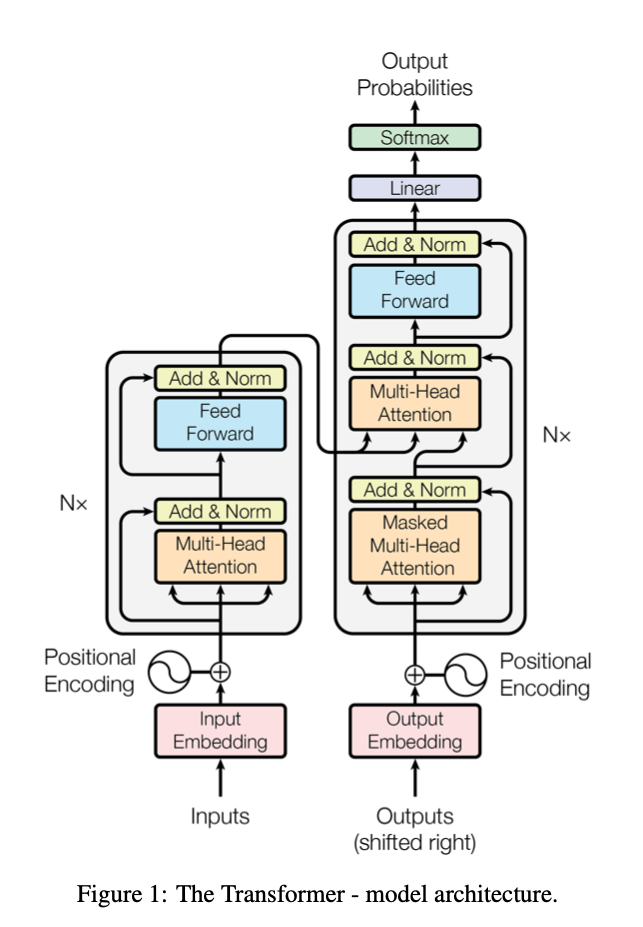 Output
Probabilities
Softmax
Linear
Add & Norm
Feed
Forward
Add & Norm
Multi-Head
Attention
Add & Norm
Masked
Multi-Head
Attention
Nx
Add & Norm
Feed
Forward
Add & Norm
Multi-Head
Attention
Nx
Positional
Encoding
Positional
Encoding
Input
Embedding
Output
Embedding
Inputs
Outputs
(shifted right)
Figure 1: The Transformer - model architecture.